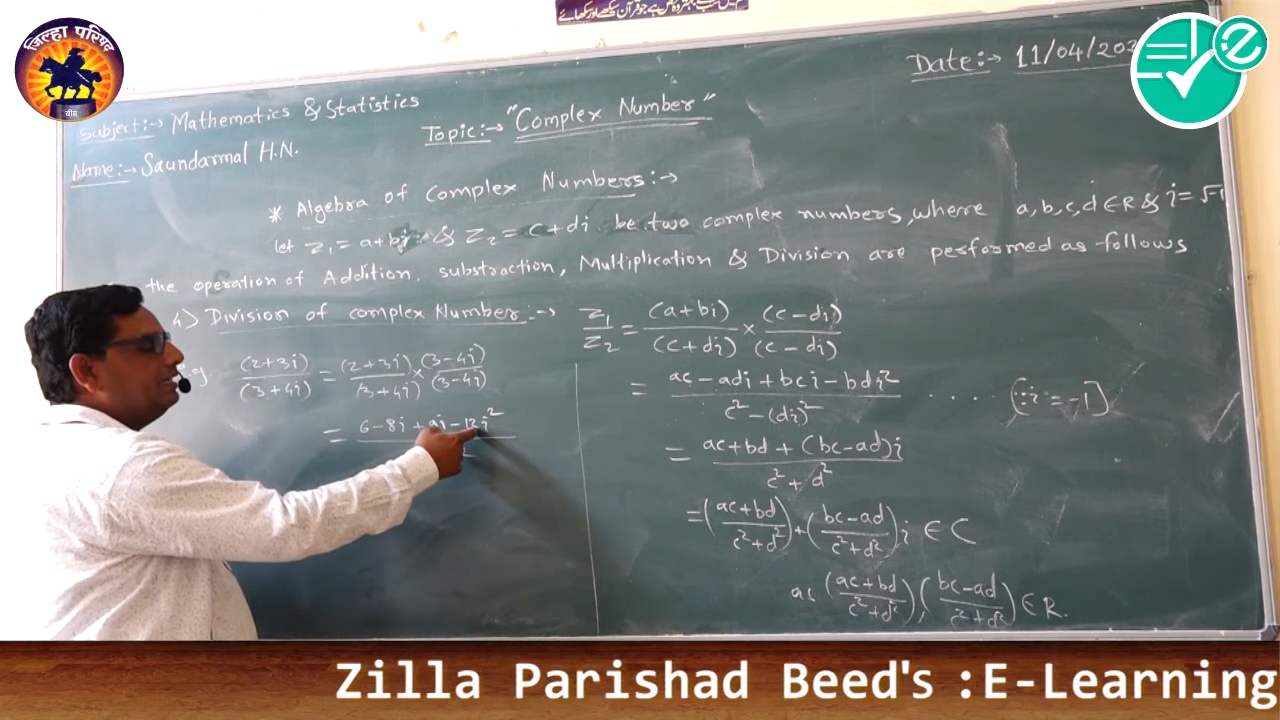 जिल्हा परिषद
बीड
Date:- 11/04/202
Subject:→ Mathematics & Statistics
Topic:→ "Complex Number"
Name:→ Saundarmal H.N.
* Algebra of Complex Numbers:→
let z₁ = a+bi & z₂ = c+di be two complex numbers, where a,b,c,d ∈ R & i = √-1
the operation of Addition, substraction, Multiplication & Division are performed as follows
4) Division of complex Number:→ z₁/z₂ = (a+bi)/(c+di) × (c-di)/(c-di)
g (2+3i)/(3+4i) = (2+3i)/(3+4i) × (3-4i)/(3-4i)
= 6-8i+9i-12i²
= (ac-adi+bci-bdi²)/(c²-(di)²) ..... [∵ i² = -1]
= (ac+bd+(bc-ad)i)/(c²+d²)
= ((ac+bd)/(c²+d²)) + ((bc-ad)/(c²+d²))i ∈ C
((ac+bd)/(c²+d²)), ((bc-ad)/(c²+d²)) ∈ R.
Zilla Parishad Beed's :E-Learning